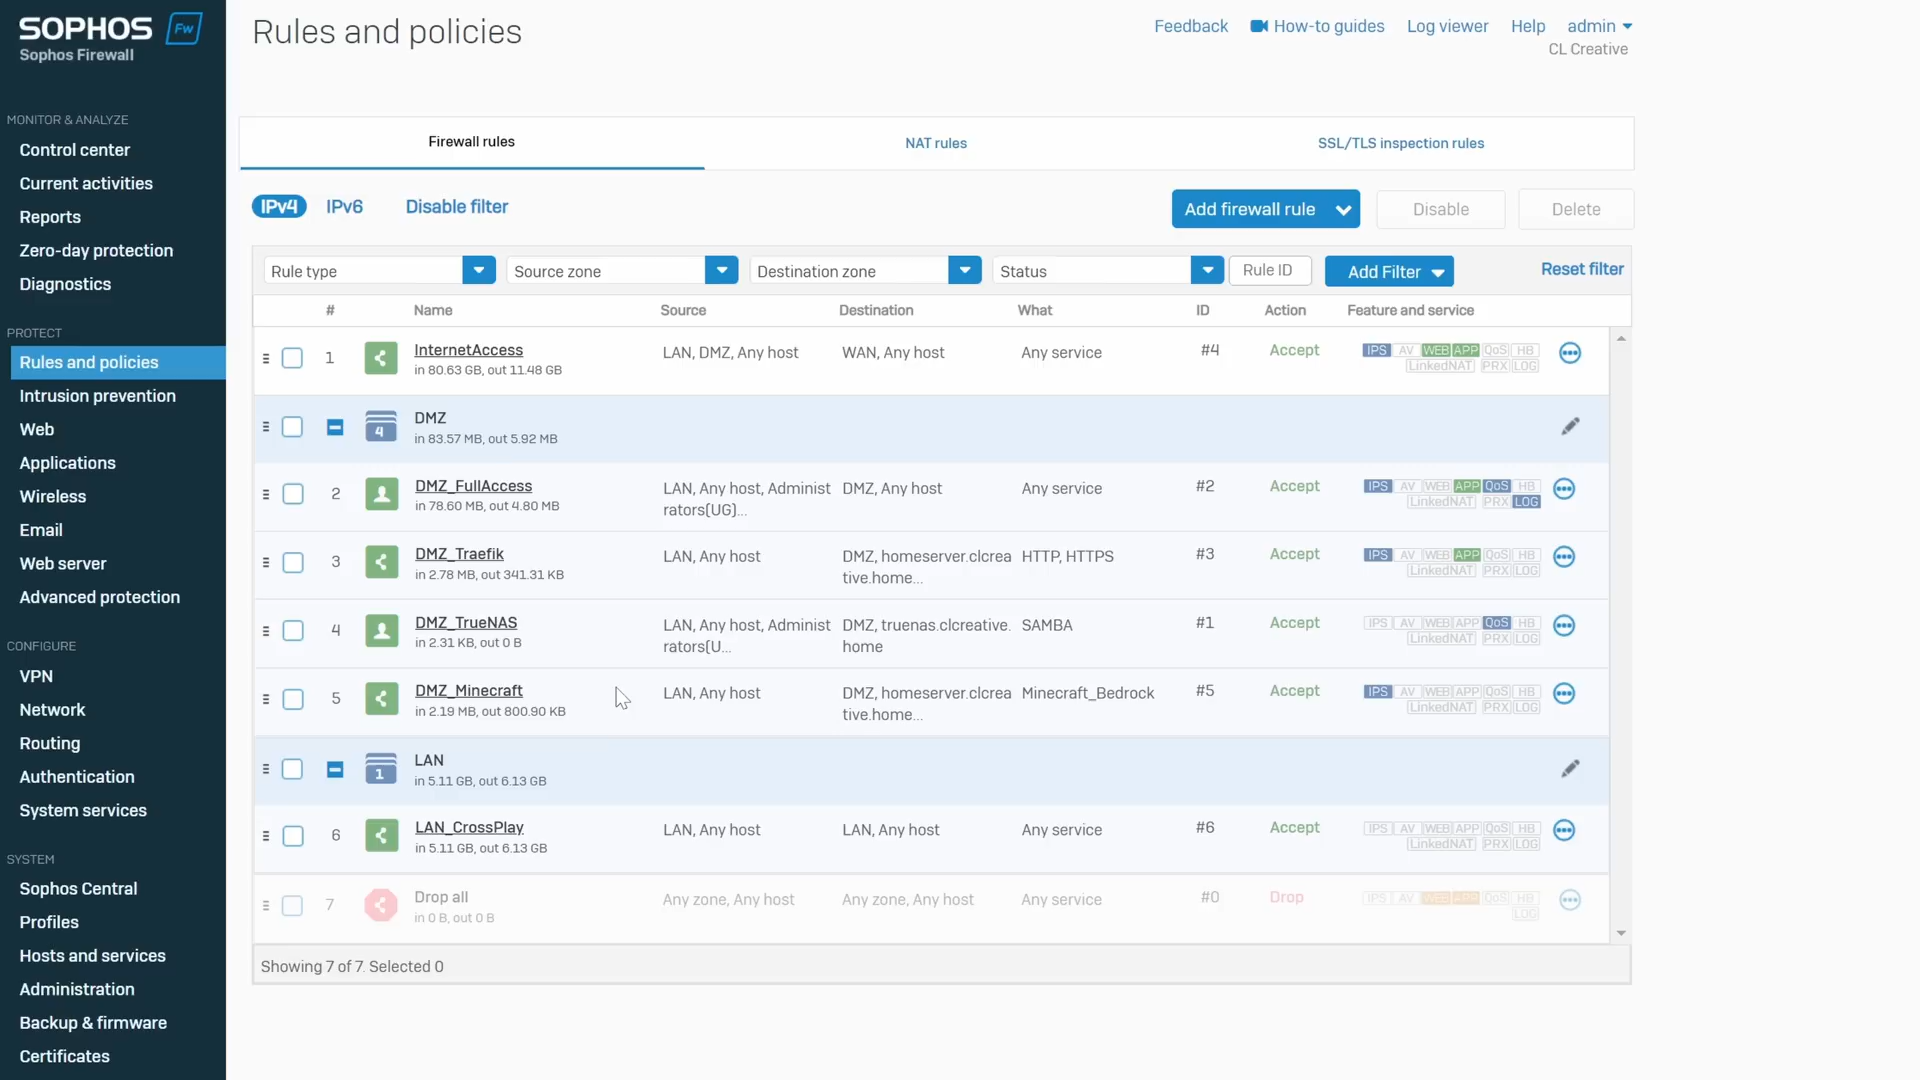 SOPHOS Fw
Sophos Firewall
Rules and policies
Feedback How-to guides Log viewer Help admin
CL Creative
MONITOR & ANALYZE
Control center
Current activities
Reports
Zero-day protection
Diagnostics
PROTECT
Rules and policies
Intrusion prevention
Web
Applications
Wireless
Email
Web server
Advanced protection
CONFIGURE
VPN
Network
Routing
Authentication
System services
SYSTEM
Sophos Central
Profiles
Hosts and services
Administration
Backup & firmware
Certificates
Firewall rules NAT rules SSL/TLS inspection rules
IPv4 IPv6 Disable filter Add firewall rule Disable Delete
Rule type Source zone Destination zone Status Rule ID Add Filter Reset filter
# Name Source Destination What ID Action Feature and service
1 InternetAccess LAN, DMZ, Any host WAN, Any host Any service #4 Accept IPS AV WEB APP QoS HB
in 80.63 GB, out 11.48 GB LinkedNAT PRX LOG
4 DMZ
in 83.57 MB, out 5.92 MB
2 DMZ_FullAccess LAN, Any host, Administ DMZ, Any host Any service #2 Accept IPS AV WEB APP QoS HB
in 78.60 MB, out 4.80 MB rators(UG)... LinkedNAT PRX LOG
3 DMZ_Traefik LAN, Any host DMZ, homeserver.clcrea HTTP, HTTPS #3 Accept IPS AV WEB APP QoS HB
in 2.78 MB, out 341.31 KB tive.home... LinkedNAT PRX LOG
4 DMZ_TrueNAS LAN, Any host, Administ DMZ, truenas.clcreative. SAMBA #1 Accept IPS AV WEB APP QoS HB
in 2.31 KB, out 0 B rators(U... home LinkedNAT PRX LOG
5 DMZ_Minecraft LAN, Any host DMZ, homeserver.clcrea Minecraft_Bedrock #5 Accept IPS AV WEB APP QoS HB
in 2.19 MB, out 800.90 KB tive.home... LinkedNAT PRX LOG
1 LAN
in 5.11 GB, out 6.13 GB
6 LAN_CrossPlay LAN, Any host LAN, Any host Any service #6 Accept IPS AV WEB APP QoS HB
in 5.11 GB, out 6.13 GB LinkedNAT PRX LOG
7 Drop all Any zone, Any host Any zone, Any host Any service #0 Drop IPS AV WEB APP QoS HB
in 0 B, out 0 B LOG
Showing 7 of 7. Selected 0